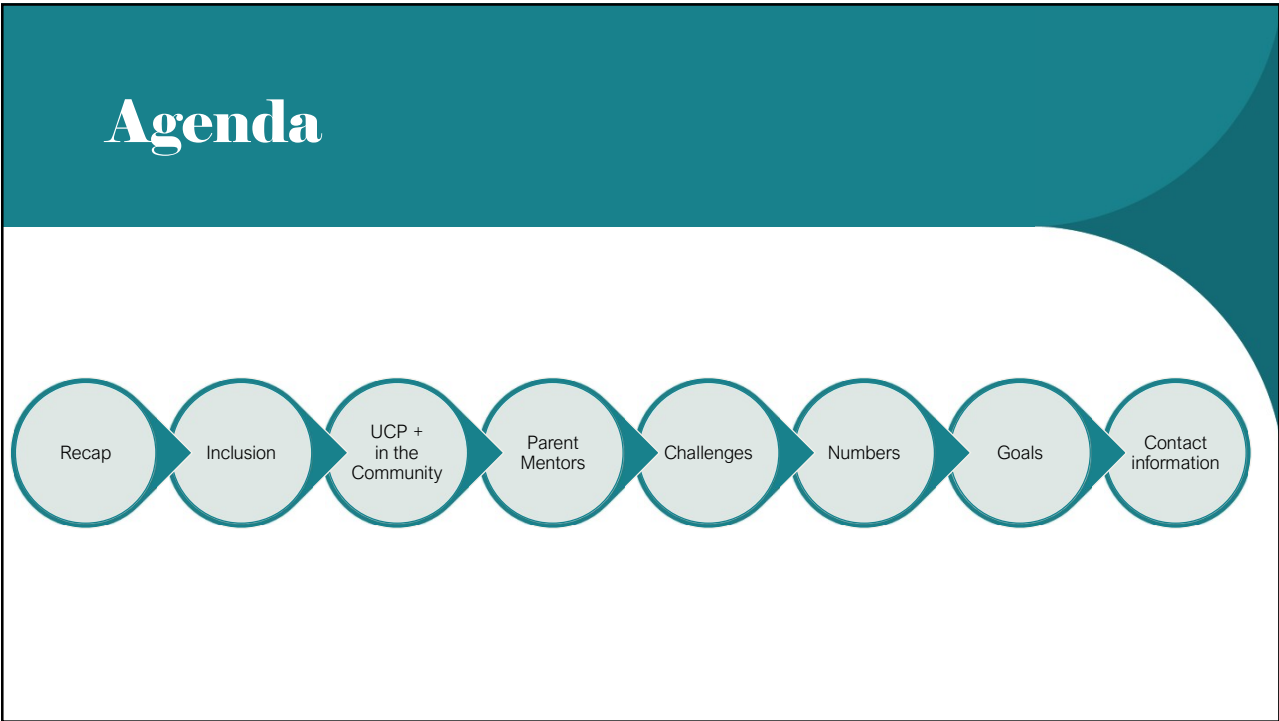 Agenda
Recap
Inclusion
UCP +
in the
Community
Parent
Mentors
Challenges
Numbers
Goals
Contact
information